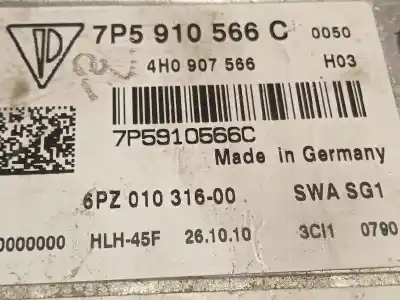 7P5 910 566 C 0050
4H0 907 566 H03
7P5910566C
Made in Germany
6PZ 010 316-00 SWA SG1
0000000 HLH-45F 26.10.10 3CI1 0790